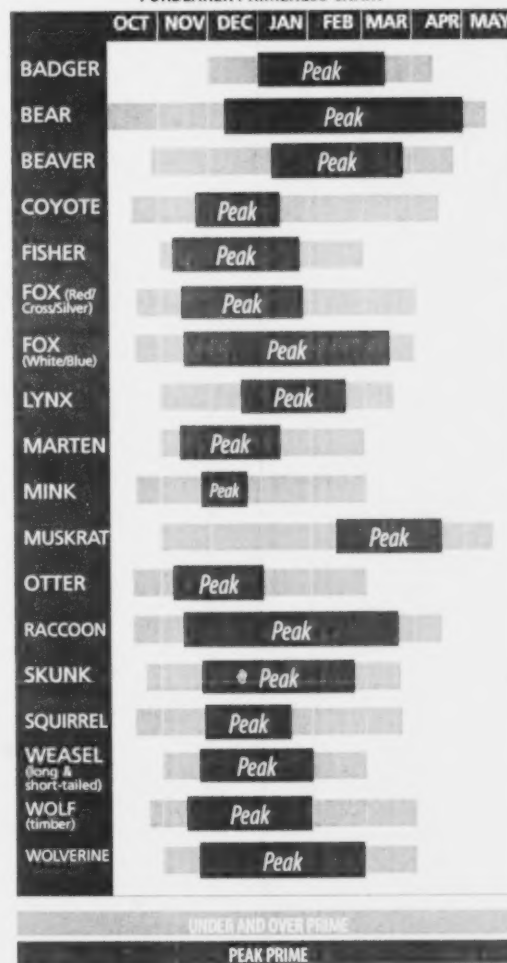 OCT NOV DEC JAN FEB MAR APR MAY
BADGER Peak
BEAR Peak
BEAVER Peak
COYOTE Peak
FISHER Peak
FOX (Red/
Cross/Silver) Peak
FOX
(White/Blue) Peak
LYNX Peak
MARTEN Peak
MINK Peak
MUSKRAT Peak
OTTER Peak
RACCOON Peak
SKUNK Peak
SQUIRREL Peak
WEASEL
(long &
short-tailed) Peak
WOLF
(timber) Peak
WOLVERINE Peak
UNDER AND OVER PRIME
PEAK PRIME